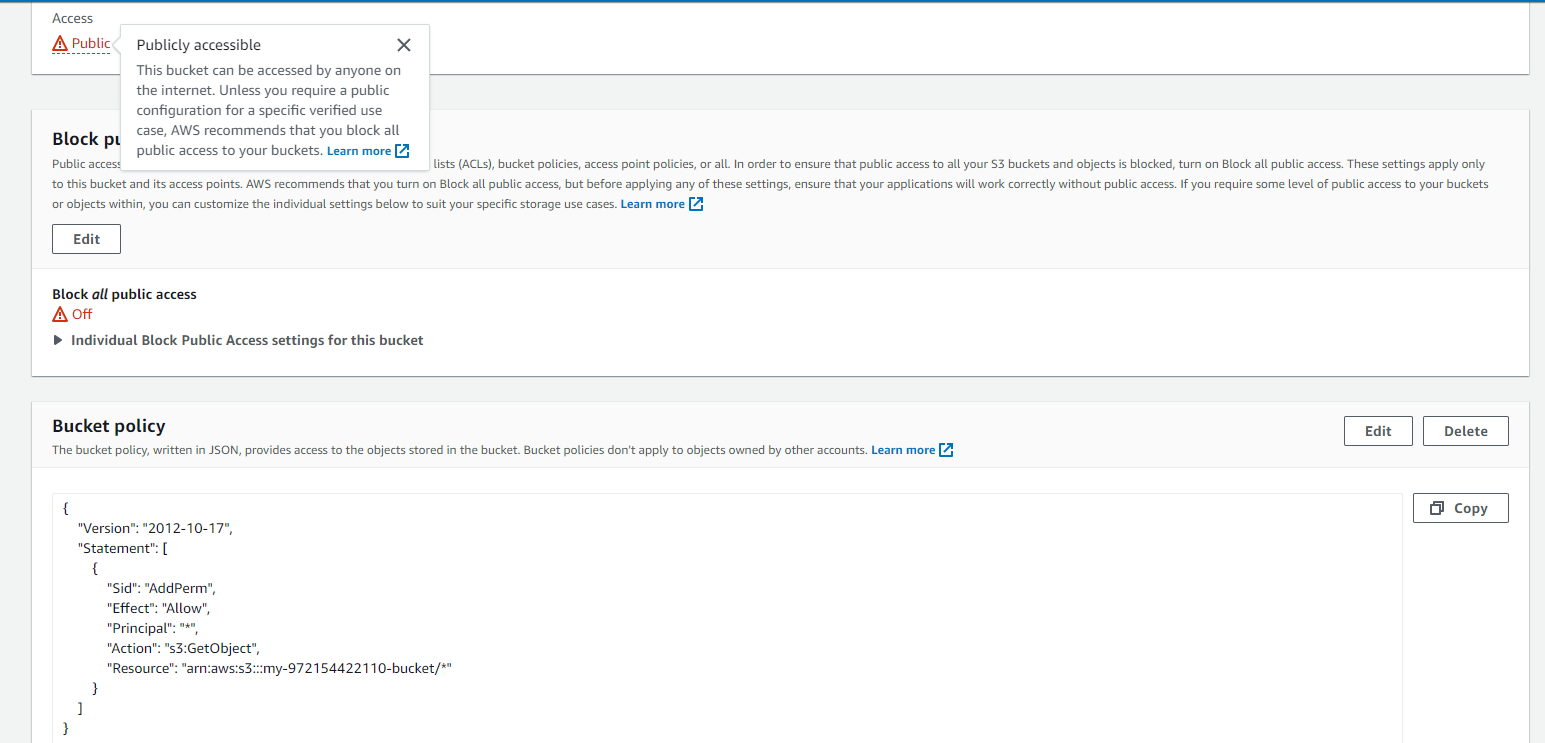 Access
Public
Publicly accessible
This bucket can be accessed by anyone on
the internet. Unless you require a public
configuration for a specific verified use
case, AWS recommends that you block all
public access to your buckets. Learn more
Block
Public access lists (ACLs), bucket policies, access point policies, or all. In order to ensure that public access to all your S3 buckets and objects is blocked, turn on Block all public access. These settings apply only
to this bucket and its access points. AWS recommends that you turn on Block all public access, but before applying any of these settings, ensure that your applications will work correctly without public access. If you require some level of public access to your buckets
or objects within, you can customize the individual settings below to suit your specific storage use cases. Learn more
Edit
Block all public access
Off
Individual Block Public Access settings for this bucket
Bucket policy
Edit
Delete
The bucket policy, written in JSON, provides access to the objects stored in the bucket. Bucket policies don't apply to objects owned by other accounts. Learn more
Copy
{
"Version": "2012-10-17",
"Statement": [
{
"Sid": "AddPerm",
"Effect": "Allow",
"Principal": "*",
"Action": "s3:GetObject",
"Resource": "arn:aws:s3:::my-972154422110-bucket/*"
}
]
}